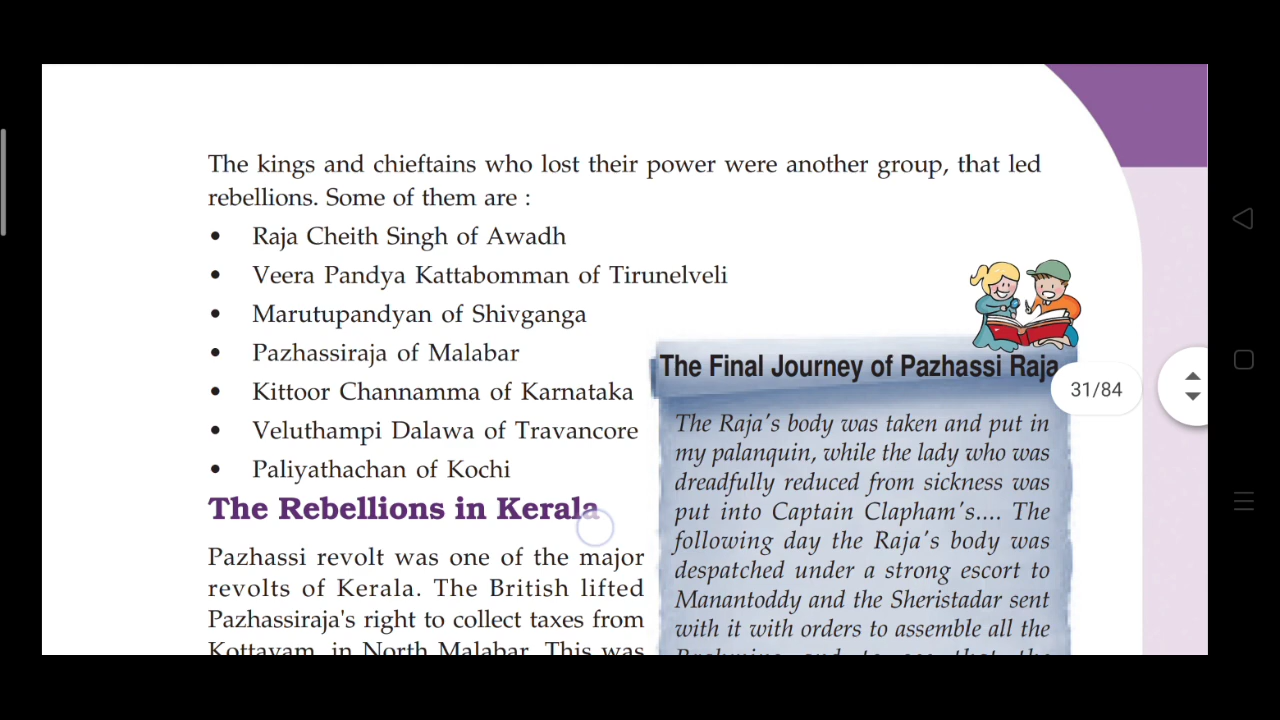 The kings and chieftains who lost their power were another group, that led
rebellions. Some of them are :
• Raja Cheith Singh of Awadh
• Veera Pandya Kattabomman of Tirunelveli
• Marutupandyan of Shivganga
• Pazhassiraja of Malabar
• Kittoor Channamma of Karnataka
• Veluthampi Dalawa of Travancore
• Paliyathachan of Kochi
The Rebellions in Kerala
Pazhassi revolt was one of the major
revolts of Kerala. The British lifted
Pazhassiraja's right to collect taxes from
Kottayam, in North Malabar. This was
The Final Journey of Pazhassi Raja
31/84
The Raja's body was taken and put in
my palanquin, while the lady who was
dreadfully reduced from sickness was
put into Captain Clapham's.... The
following day the Raja's body was
despatched under a strong escort to
Manantoddy and the Sheristadar sent
with it with orders to assemble all the